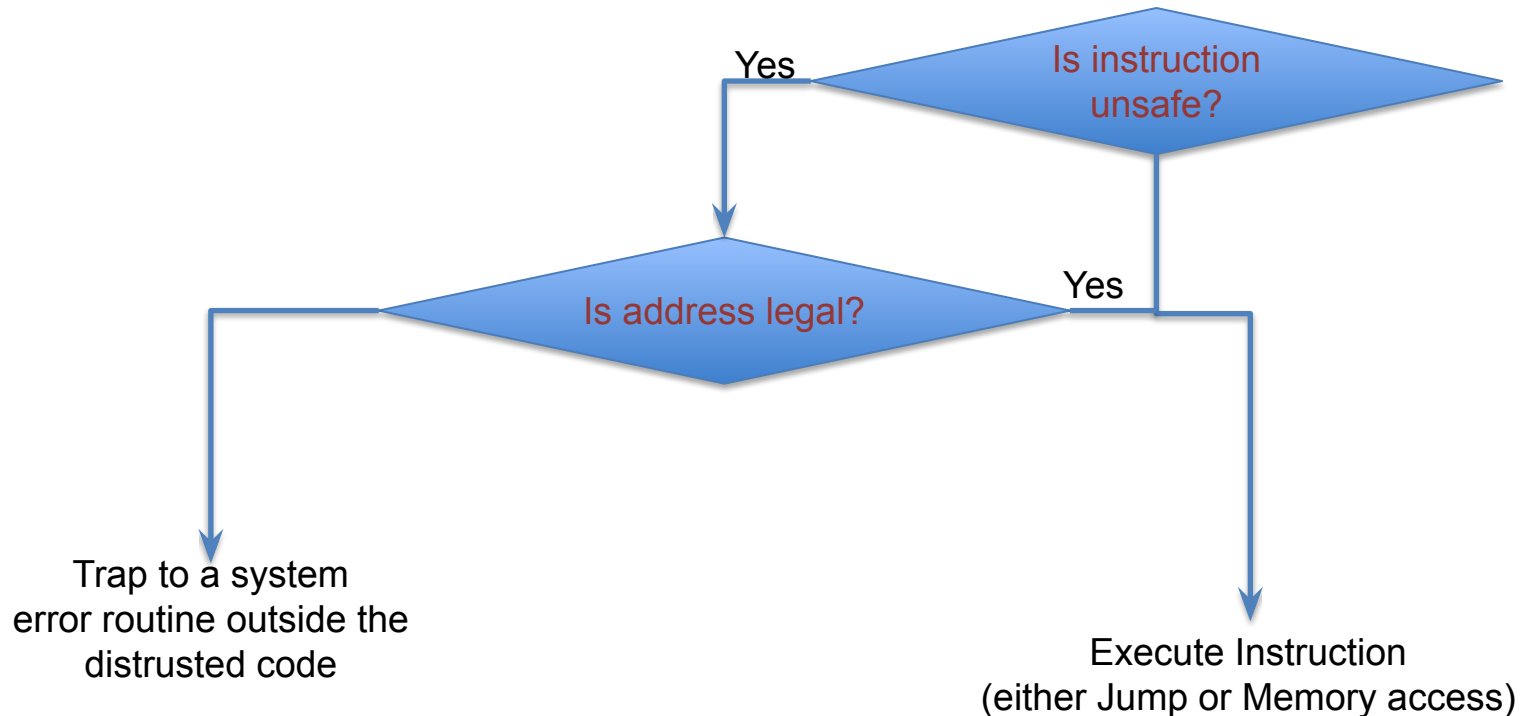 Yes
Is instruction
unsafe?
Yes
Is address legal?
Trap to a system
error routine outside the
distrusted code
Execute Instruction
(either Jump or Memory access)